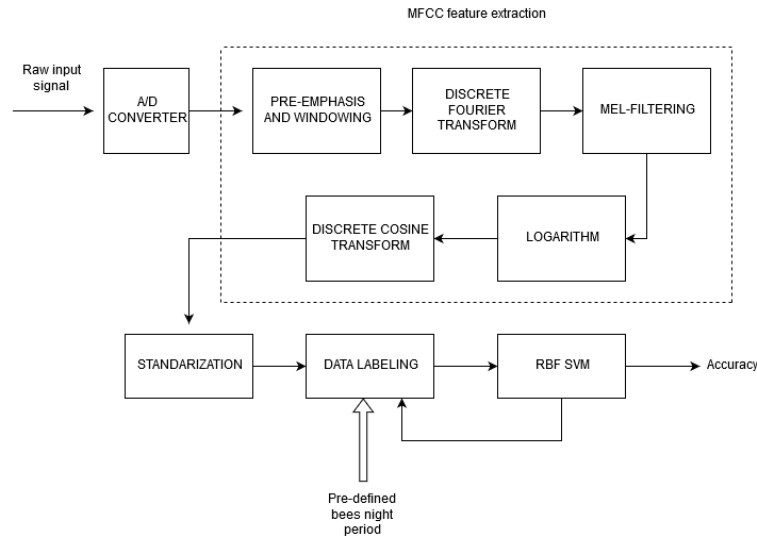 MFCC feature extraction
Raw input
signal
A/D
CONVERTER
PRE-EMPHASIS
AND WINDOWING
DISCRETE
FOURIER
TRANSFORM
MEL-FILTERING
DISCRETE COSINE
TRANSFORM
LOGARITHM
STANDARIZATION
DATA LABELING
RBF SVM
Accuracy
Pre-defined
bees night
period